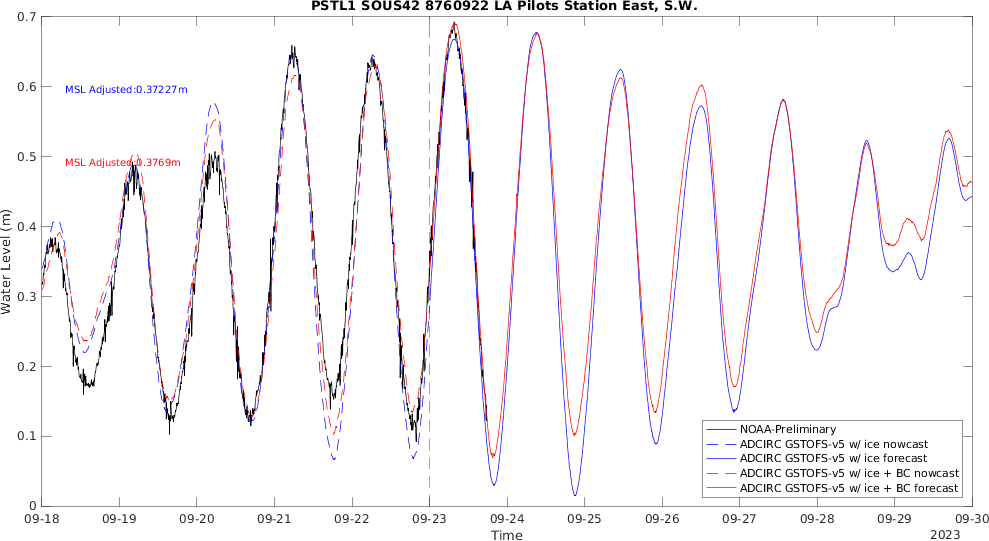 PSTL1 SOUS42 8760922 LA Pilots Station East, S.W.
0.7
0.6
0.5
0.4
0.3
0.2
0.1
0
Water Level (m)
MSL Adjusted:0.37227m
MSL Adjusted:0.3769m
NOAA-Preliminary
ADCIRC GSTOFS-v5 w/ ice nowcast
ADCIRC GSTOFS-v5 w/ ice forecast
ADCIRC GSTOFS-v5 w/ ice + BC nowcast
ADCIRC GSTOFS-v5 w/ ice + BC forecast
09-18 09-19 09-20 09-21 09-22 09-23 09-24 09-25 09-26 09-27 09-28 09-29 09-30
Time
2023